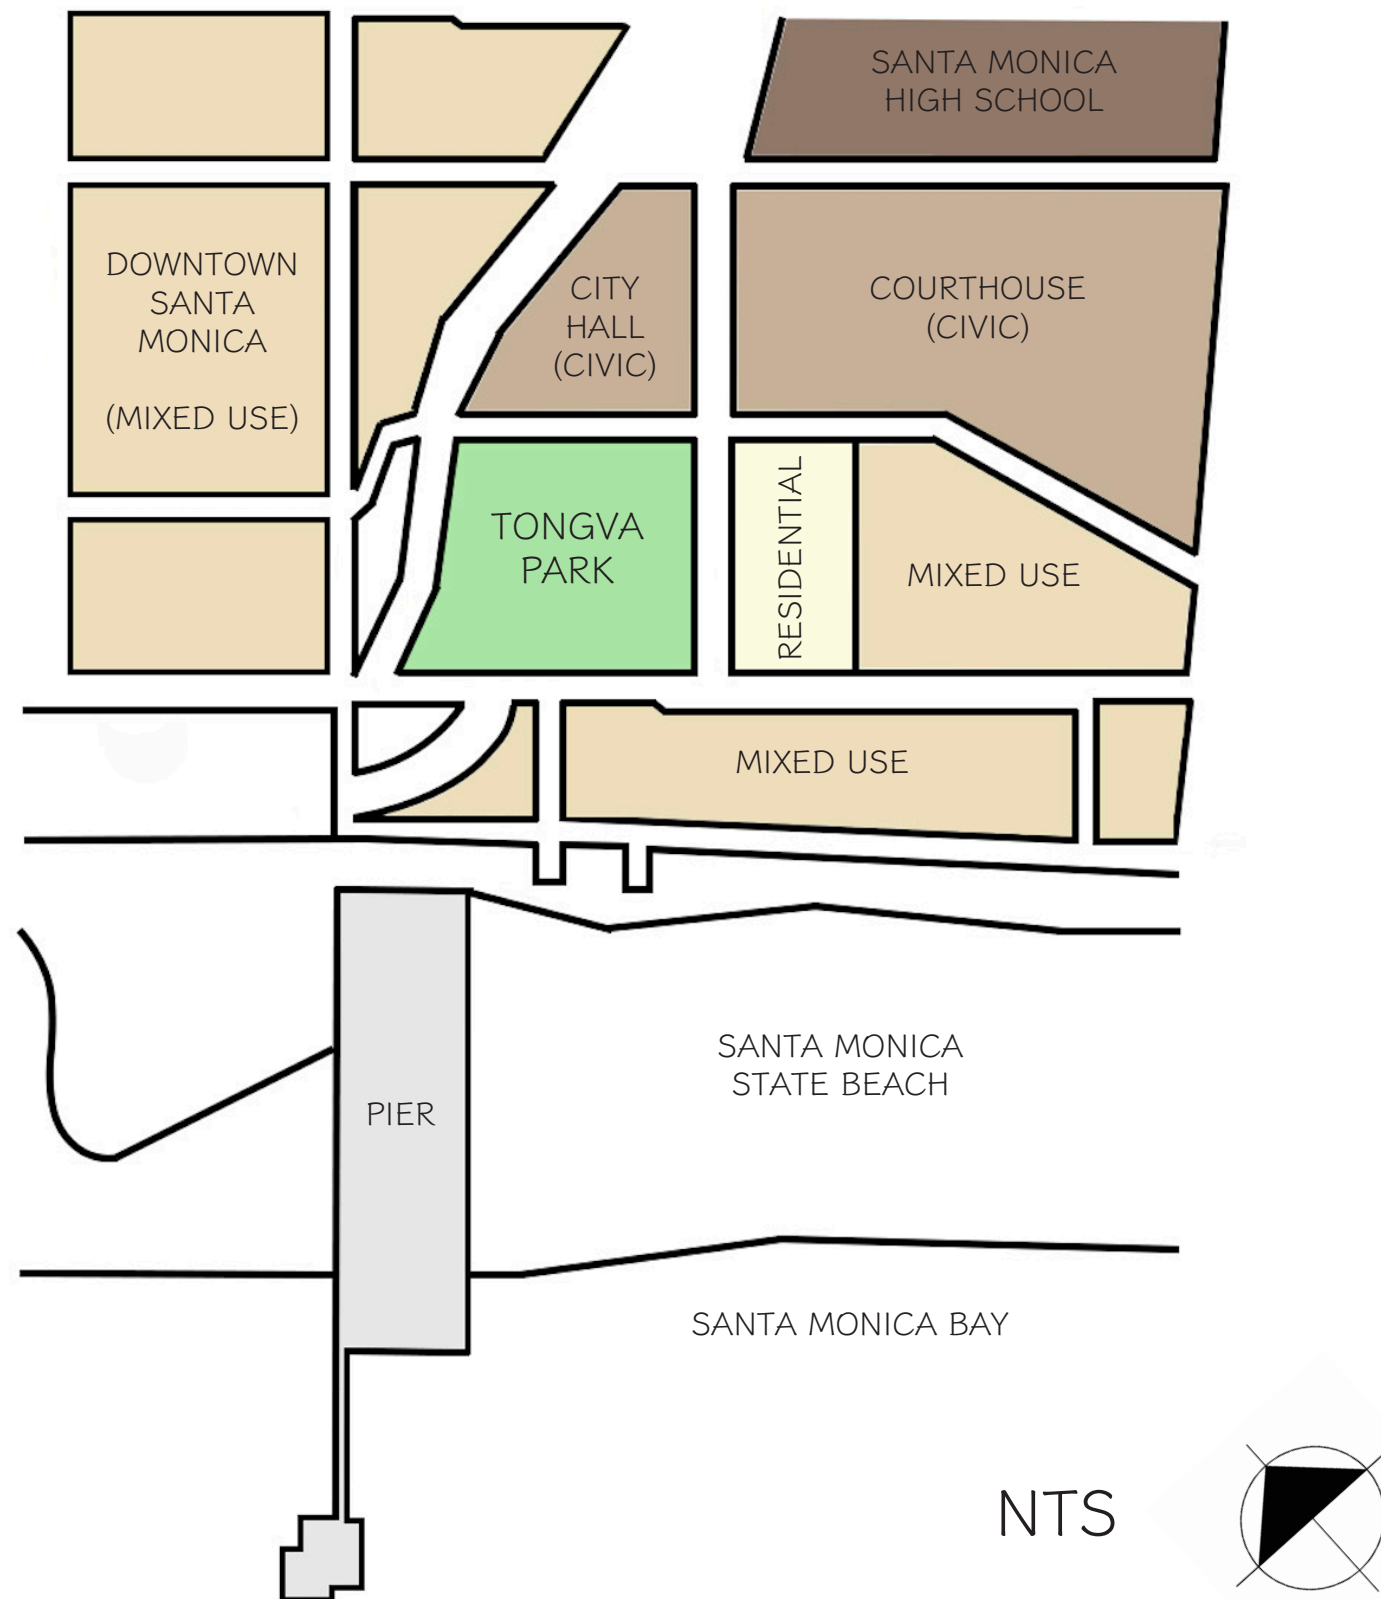 SANTA MONICA
HIGH SCHOOL
DOWNTOWN
SANTA
MONICA
(MIXED USE)
CITY
HALL
(CIVIC)
COURTHOUSE
(CIVIC)
TONGVA
PARK
RESIDENTIAL
MIXED USE
MIXED USE
SANTA MONICA
STATE BEACH
PIER
SANTA MONICA BAY
NTS